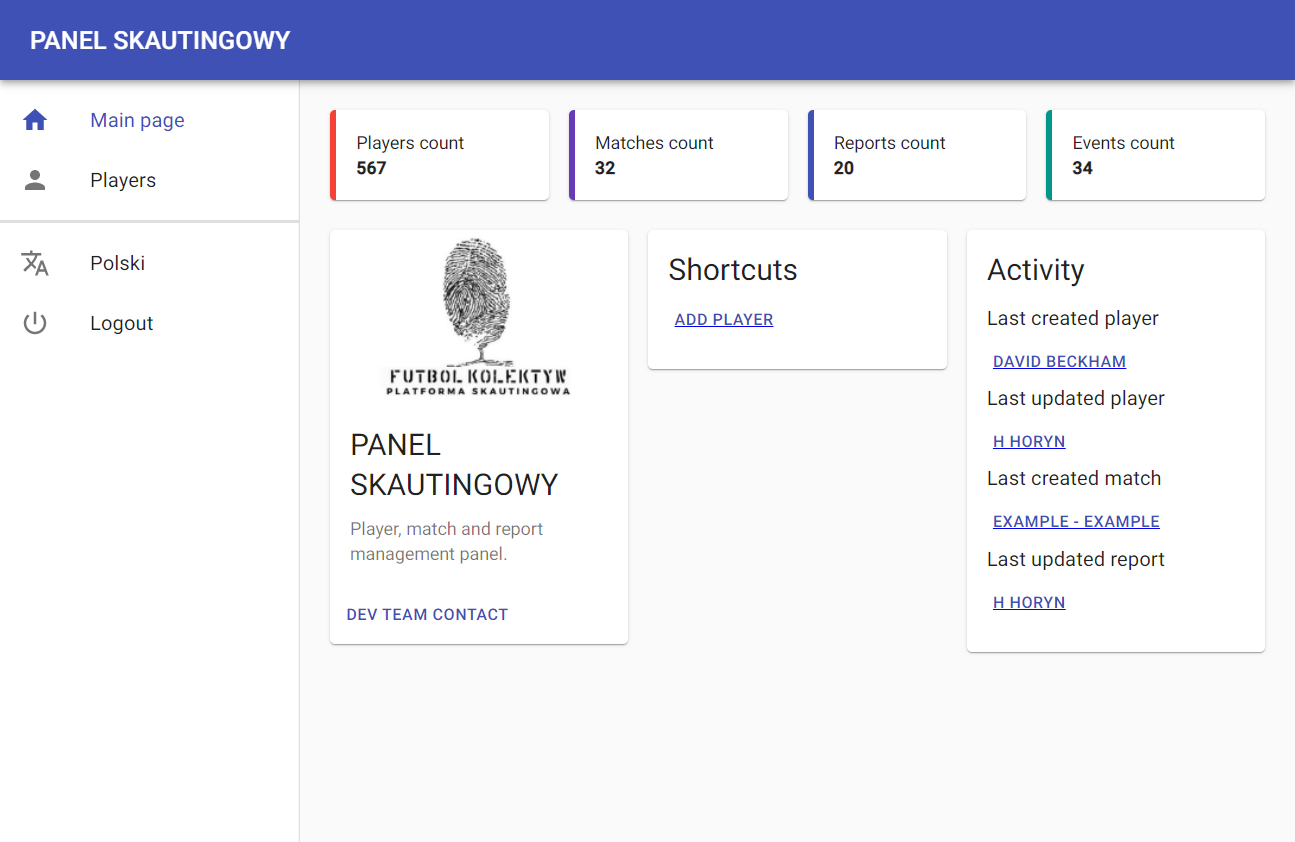 PANEL SKAUTINGOWY
Main page
Players
Polski
Logout
Players count
567
Matches count
32
Reports count
20
Events count
34
FUTBOL KOLEKTYW
PLATFORMA SKAUTINGOWA
PANEL
SKAUTINGOWY
Player, match and report
management panel.
DEV TEAM CONTACT
Shortcuts
ADD PLAYER
Activity
Last created player
DAVID BECKHAM
Last updated player
H HORYN
Last created match
EXAMPLE - EXAMPLE
Last updated report
H HORYN